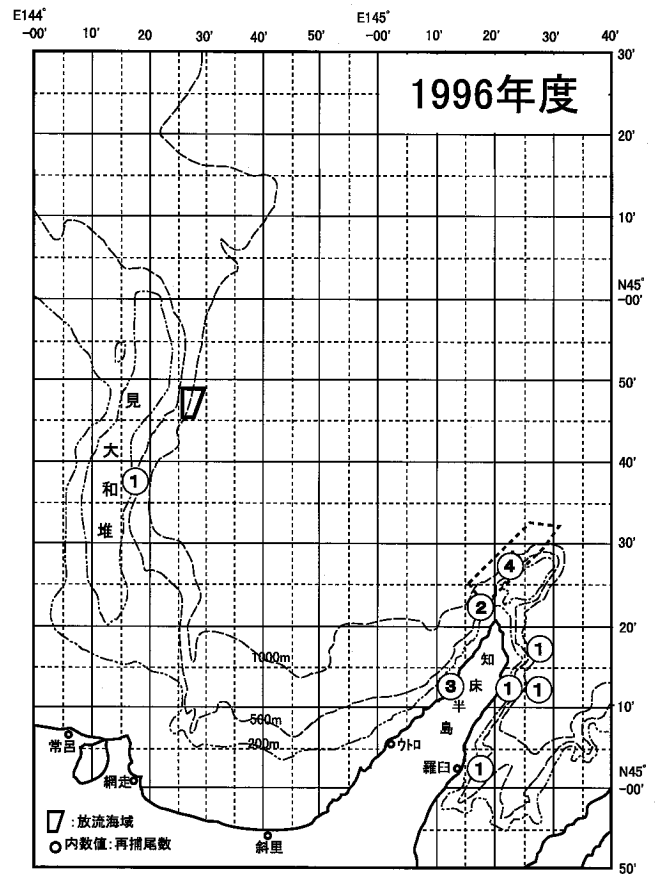 E144° E145°
-00' 10' 20 30' 40' 50' -00' 10' 20' 30' 40'
30'
1996年度
20'
10'
N45°
-00'
50'
見
大
① 和
堆
40'
30'
④
②
20'
1000m
知 ①
床
③ ① ①
半
島
10'
500m
200m
常呂
ウトロ
羅臼 ①
N45°
-00'
網走
:放流海域
内数値:再捕尾数
斜里
50'